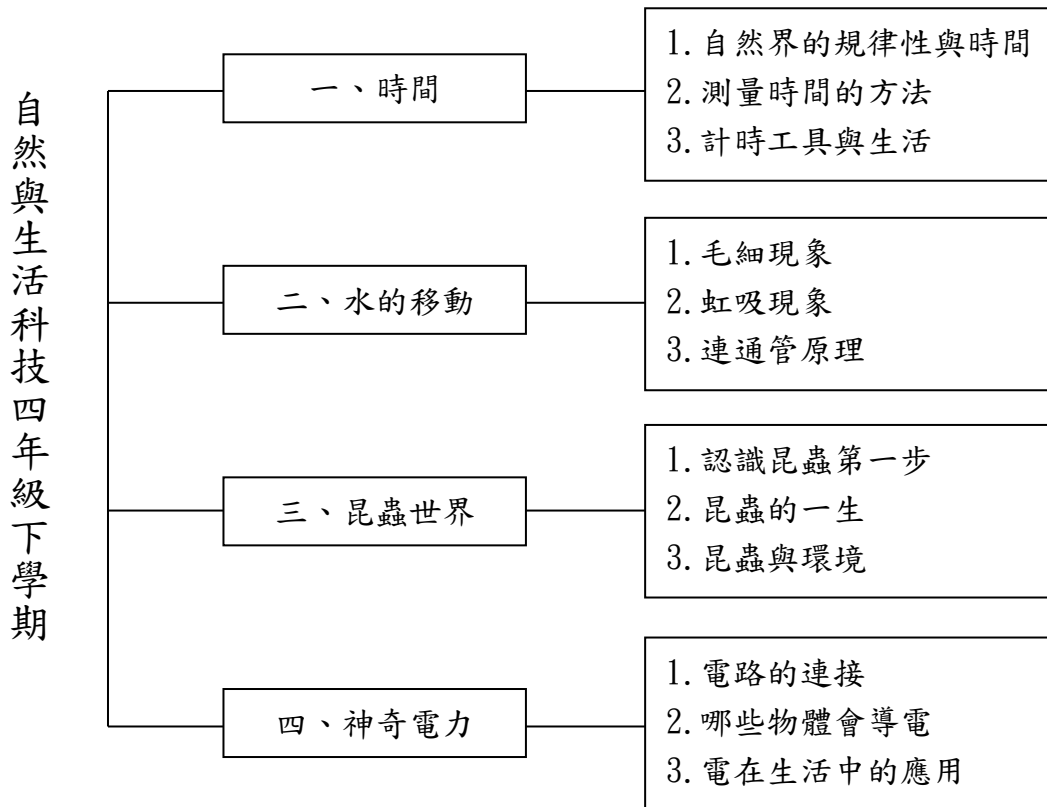 自然與生活科技四年級下學期
一、時間
1.自然界的規律性與時間
2.測量時間的方法
3.計時工具與生活
二、水的移動
1.毛細現象
2.虹吸現象
3.連通管原理
三、昆蟲世界
1.認識昆蟲第一步
2.昆蟲的一生
3.昆蟲與環境
四、神奇電力
1.電路的連接
2.哪些物體會導電
3.電在生活中的應用